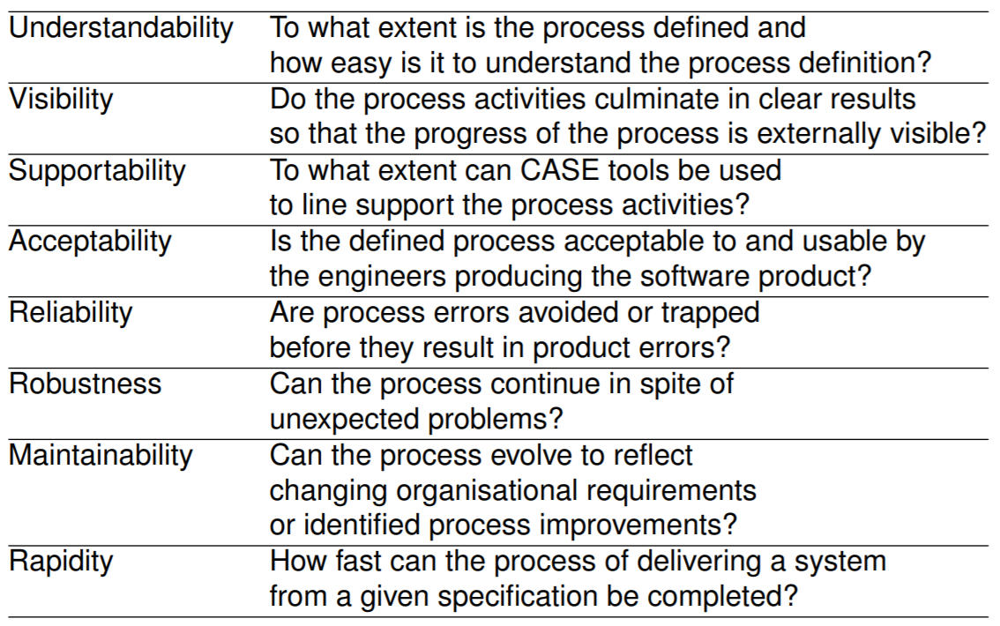 Understandability To what extent is the process defined and
how easy is it to understand the process definition?
Visibility Do the process activities culminate in clear results
so that the progress of the process is externally visible?
Supportability To what extent can CASE tools be used
to line support the process activities?
Acceptability Is the defined process acceptable to and usable by
the engineers producing the software product?
Reliability Are process errors avoided or trapped
before they result in product errors?
Robustness Can the process continue in spite of
unexpected problems?
Maintainability Can the process evolve to reflect
changing organisational requirements
or identified process improvements?
Rapidity How fast can the process of delivering a system
from a given specification be completed?